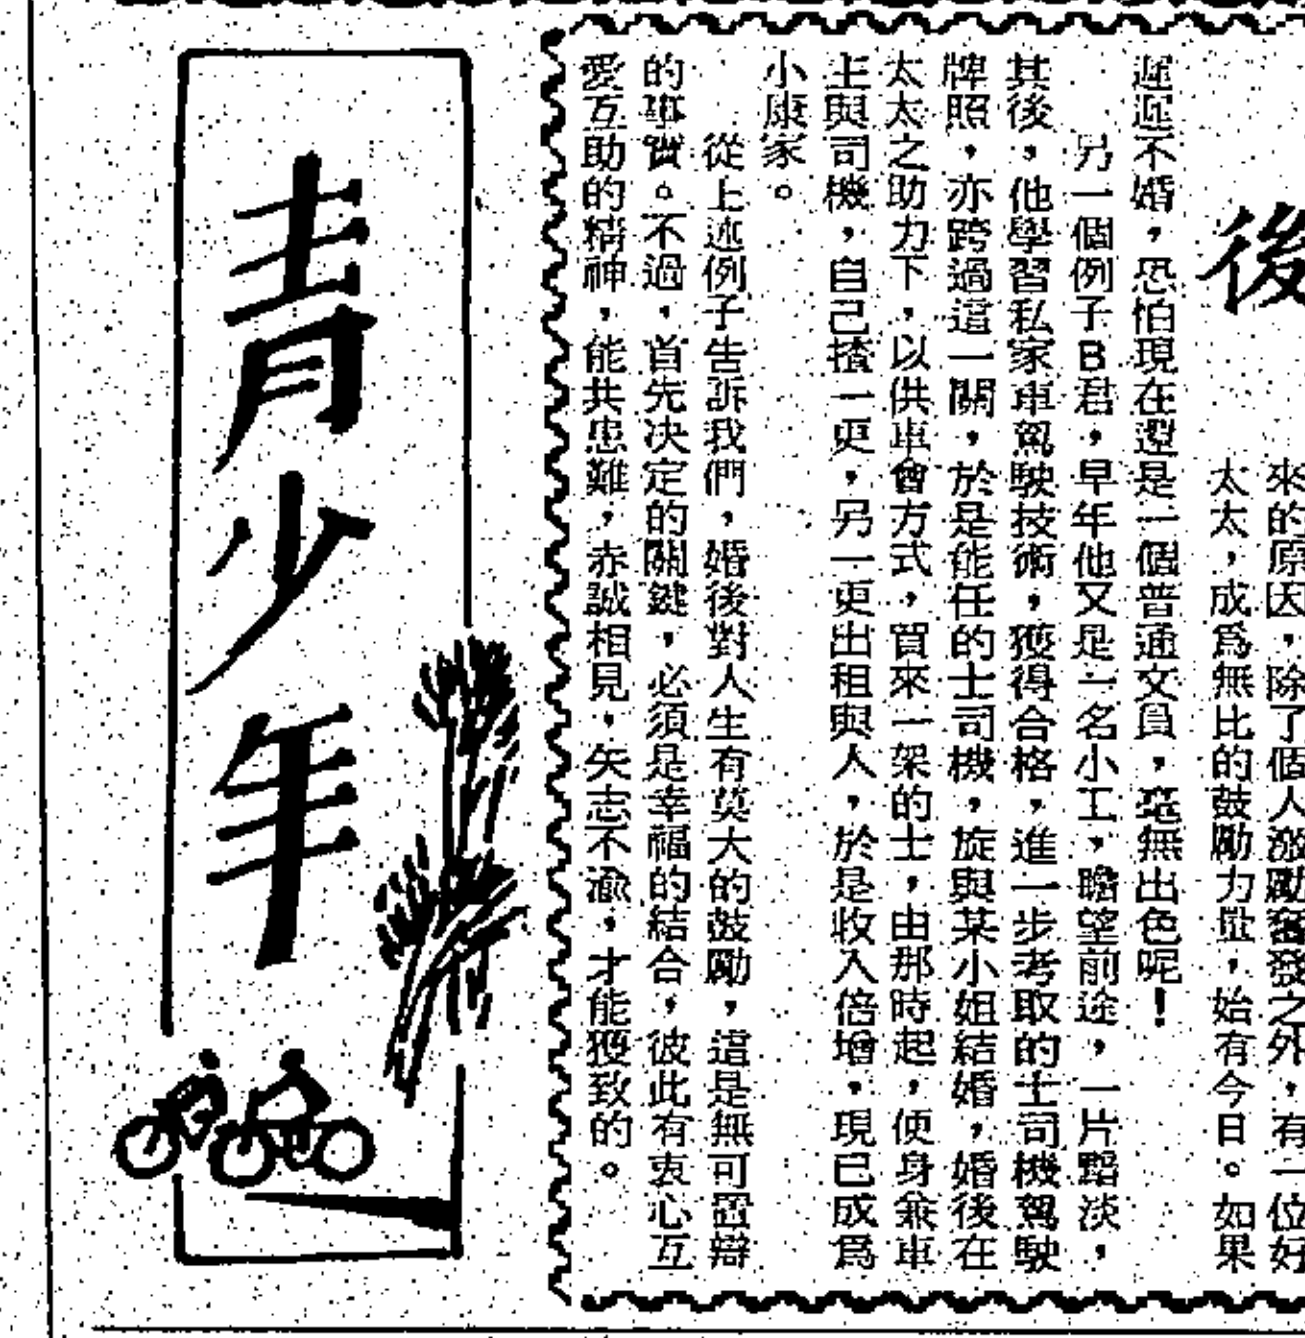 後
來的原因，除了個人激勵奮發之外，有一位好
太太，成爲無比的鼓勵力量，始有今日。如果
遲遲不婚，恐怕現在還是一個普通文員，毫無出色呢！
另一個例子B君，早年他又是一名小工，瞻望前途，一片黯淡，
其後，他學習私家車駕駛技術，獲得合格，進一步考取的士司機駕駛
牌照，亦跨過這一關，於是能任的士司機，旋與某小姐結婚，婚後在
太太之助力下，以供車會方式，買來一架的士，由那時起，便身兼車
主與司機，自己揸一更，另一更出租與人，於是收入倍增，現已成爲
小康家。
從上述例子告訴我們，婚後對人生有莫大的鼓勵，這是無可置辯
的事實。不過，首先决定的關鍵，必須是幸福的結合，彼此有衷心互
愛互助的精神，能共患難，赤誠相見，矢志不渝，才能獲致的。
青少年